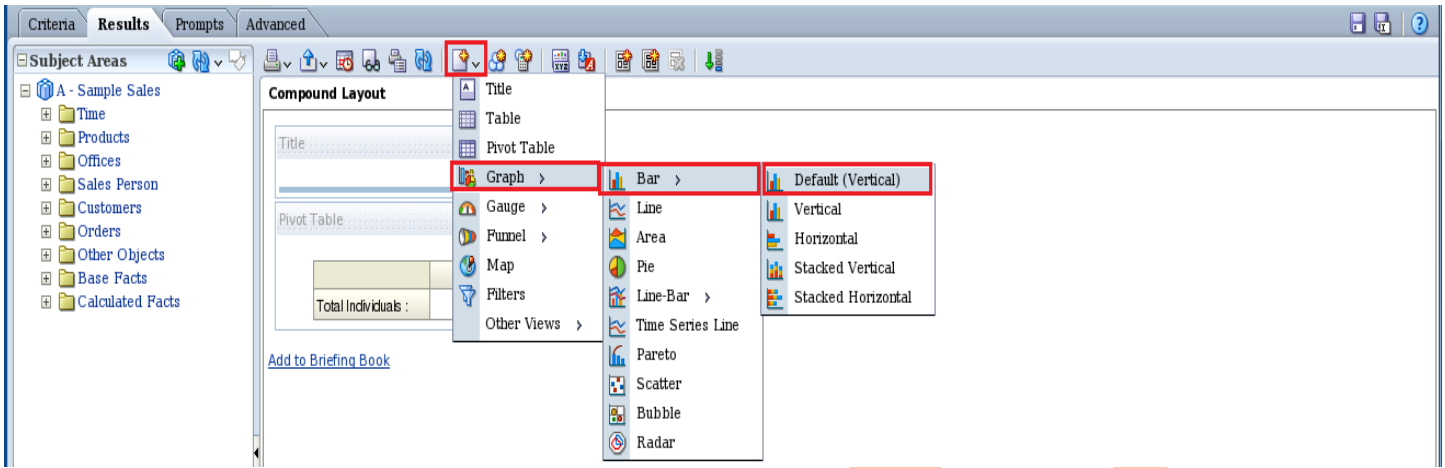 Criteria Results Prompts Advanced
Subject Areas
A - Sample Sales
Time
Products
Offices
Sales Person
Customers
Orders
Other Objects
Base Facts
Calculated Facts
Compound Layout
Title
Pivot Table
Total Individuals :
Add to Briefing Book
Title
Table
Pivot Table
Graph >
Gauge >
Funnel >
Map
Filters
Other Views >
Bar >
Line
Area
Pie
Line-Bar >
Time Series Line
Pareto
Scatter
Bubble
Radar
Default (Vertical)
Vertical
Horizontal
Stacked Vertical
Stacked Horizontal